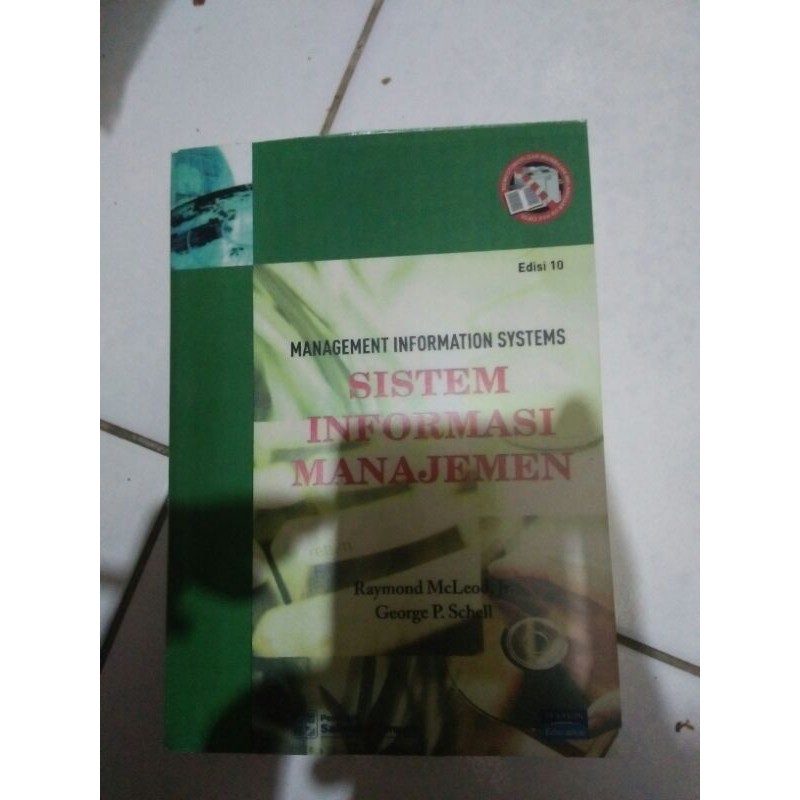 Edisi 10
MANAGEMENT INFORMATION SYSTEMS
SISTEM
INFORMASI
MANAJEMEN
Raymond McLeod, Jr
George P. Schell